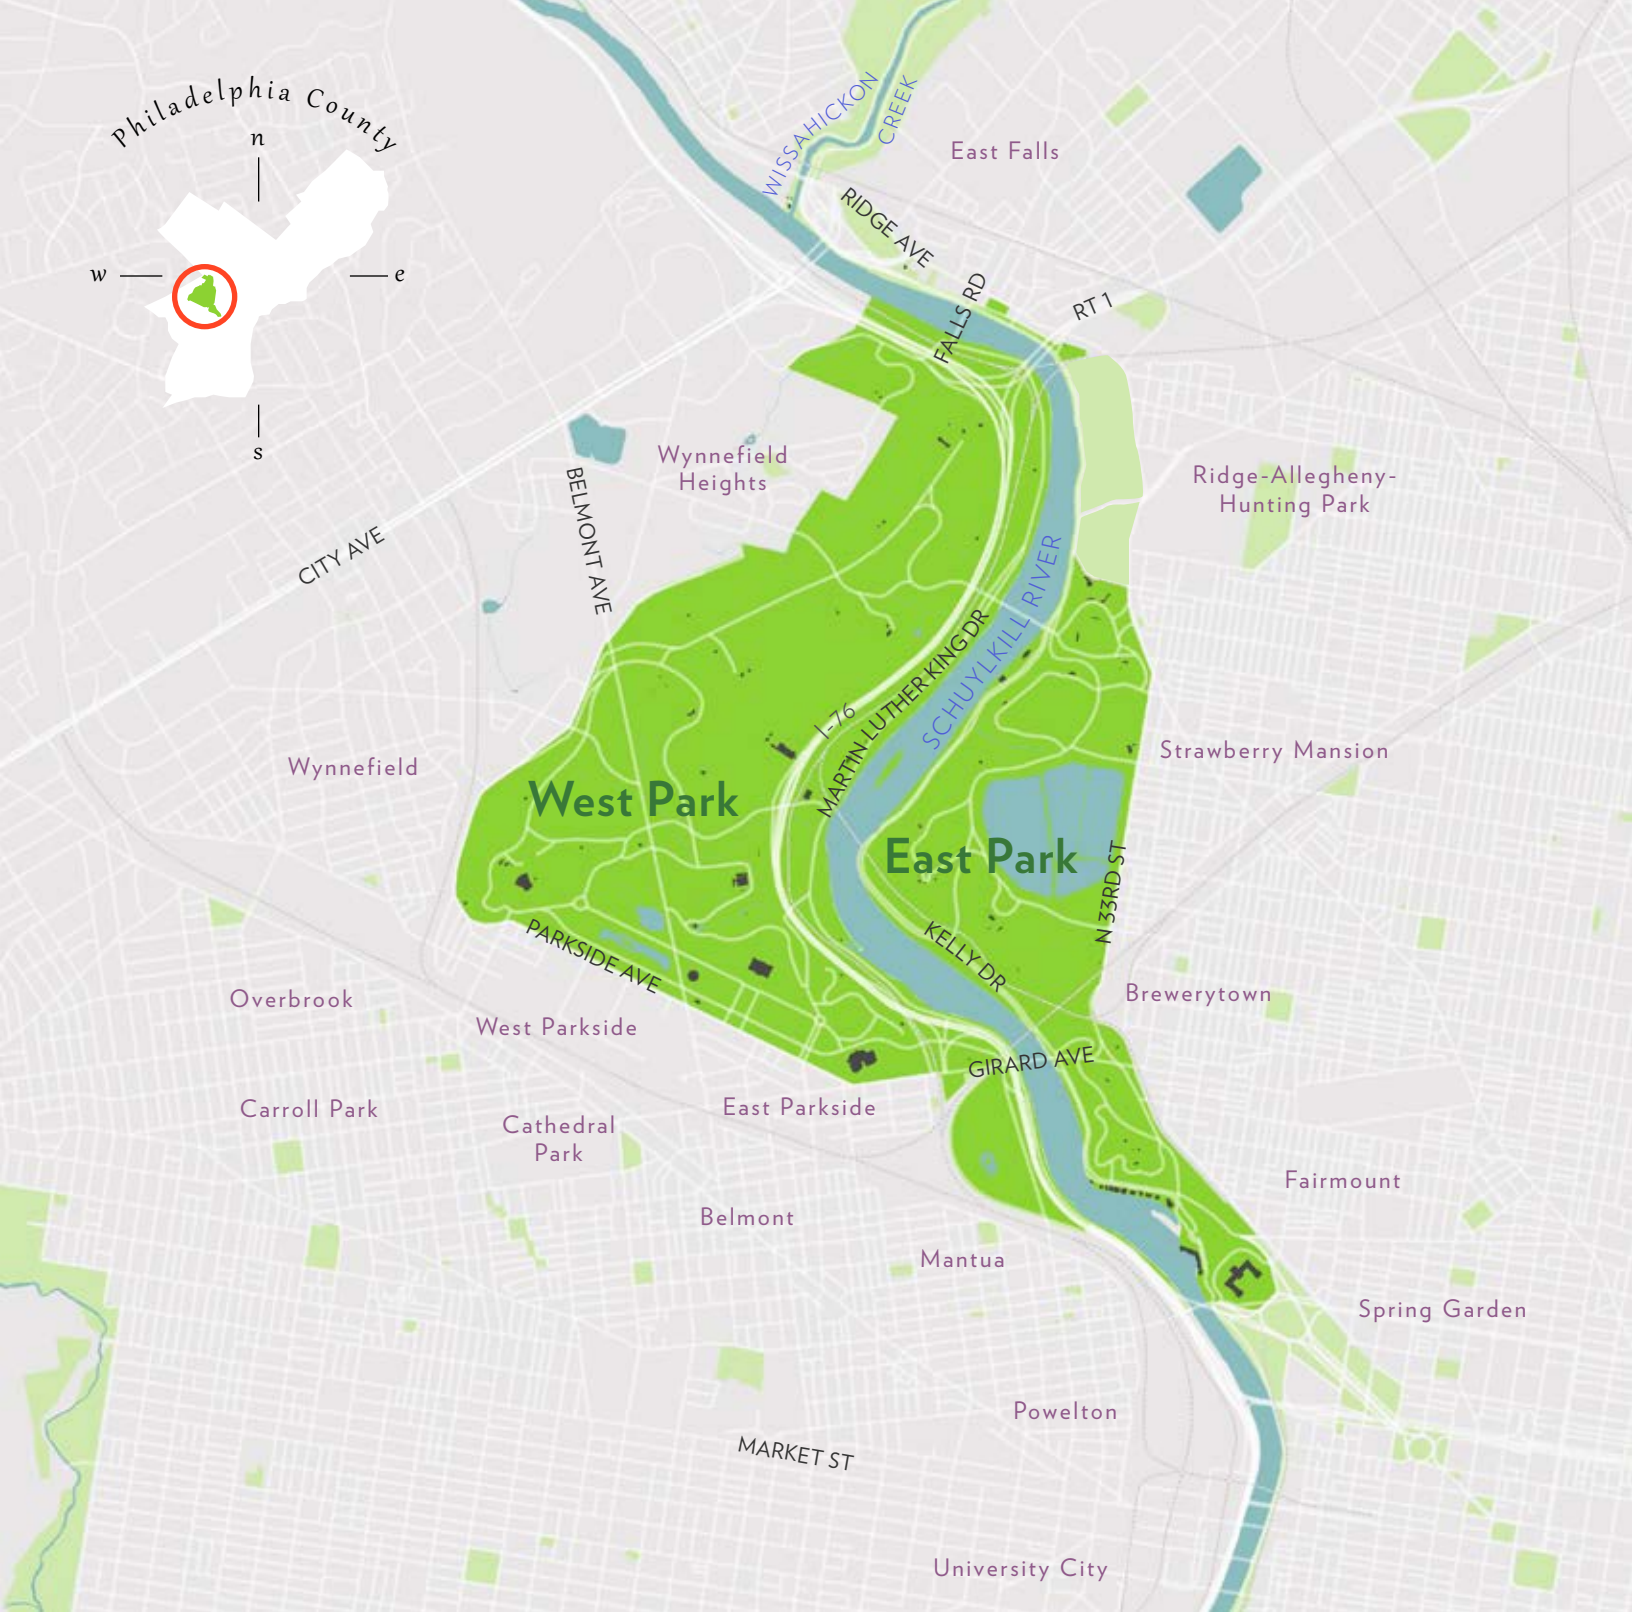 Philadelphia County
n
w
e
s
WISSAHICKON
CREEK
East Falls
RIDGE AVE
FALLS RD
RT 1
Wynnefield
Heights
BELMONT AVE
CITY AVE
Ridge-Allegheny-
Hunting Park
SCHUYLKILL RIVER
MARTIN LUTHER KING DR
I-76
Strawberry Mansion
Wynnefield
West Park
East Park
N 33RD ST
KELLY DR
PARKSIDE AVE
Brewerytown
Overbrook
West Parkside
GIRARD AVE
Carroll Park
East Parkside
Cathedral
Park
Fairmount
Belmont
Mantua
Spring Garden
Powelton
MARKET ST
University City